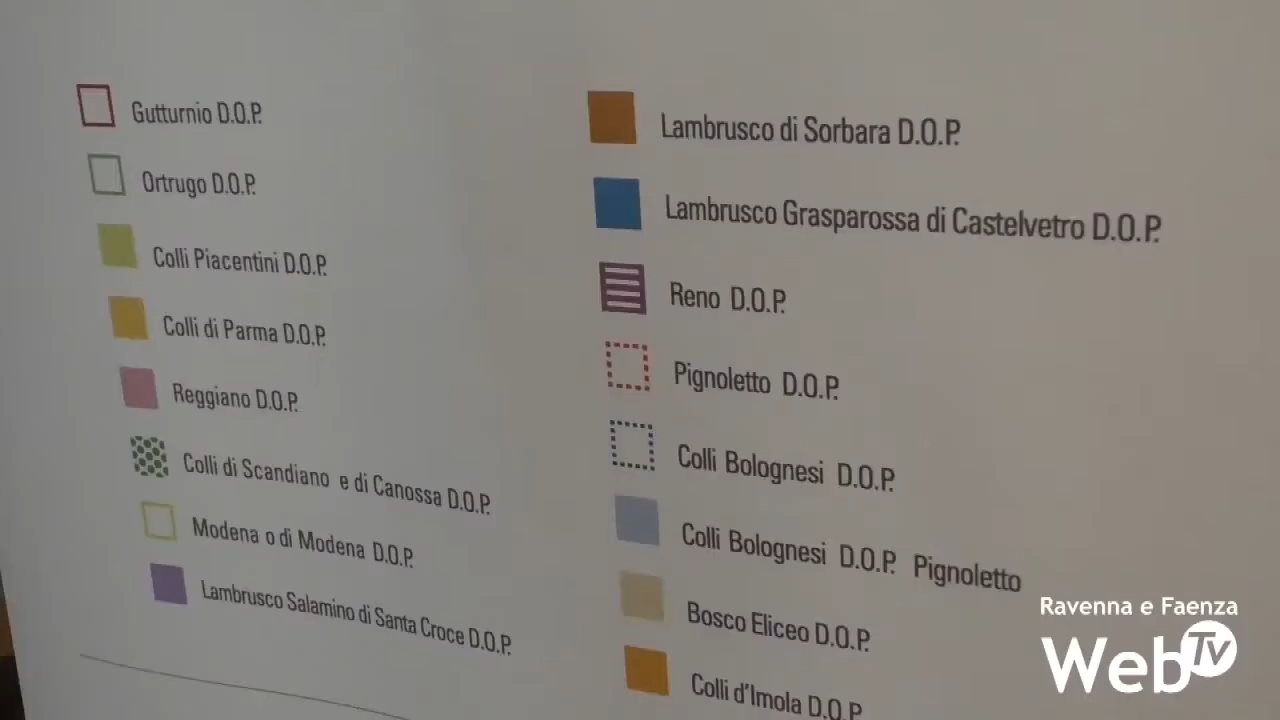 Gutturnio D.O.P.
Ortrugo D.O.P.
Colli Piacentini D.O.P.
Colli di Parma D.O.P.
Reggiano D.O.P.
Colli di Scandiano e di Canossa D.O.P.
Modena o di Modena D.O.P.
Lambrusco Salamino di Santa Croce D.O.P.
Lambrusco di Sorbara D.O.P.
Lambrusco Grasparossa di Castelvetro D.O.P.
Reno D.O.P.
Pignoletto D.O.P.
Colli Bolognesi D.O.P.
Colli Bolognesi D.O.P. Pignoletto
Bosco Eliceo D.O.P.
Colli d'Imola D.O.P.
Ravenna e Faenza
Web Tv